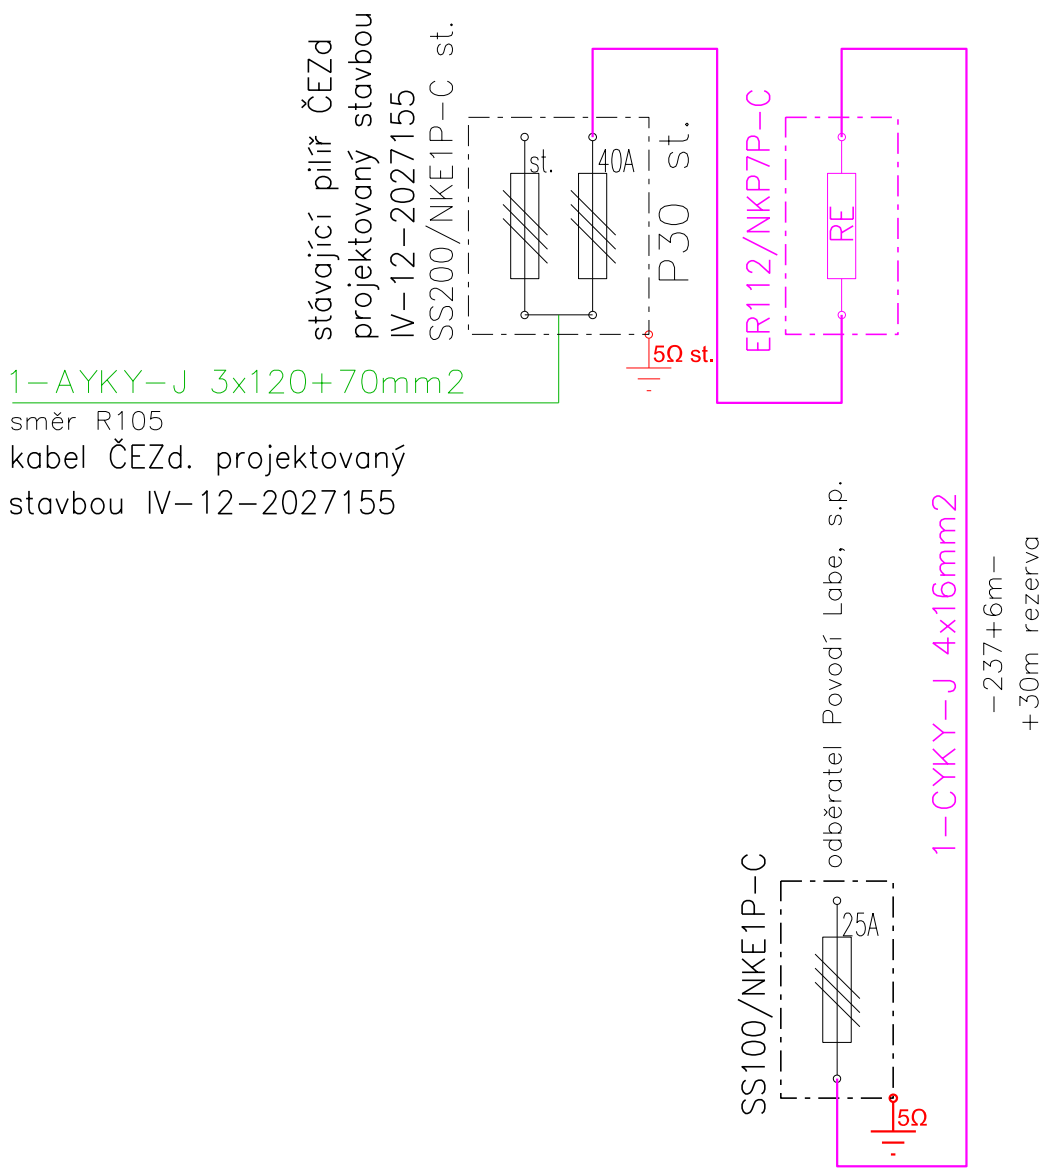 stávající pilíř ČEZd
projektovaný stavbou
IV-12-2027155
SS200/NKE1P-C st.
st.
40A
P30 st.
5Ω st.
ER112/NKP7P-C
RE
1-AYKY-J 3x120+70mm2
směr R105
kabel ČEZd. projektovaný
stavbou IV-12-2027155
odběratel Povodí Labe, s.p.
1-CYKY-J 4x16mm2
-237+6m-
+30m rezerva
SS100/NKE1P-C
25A
5Ω